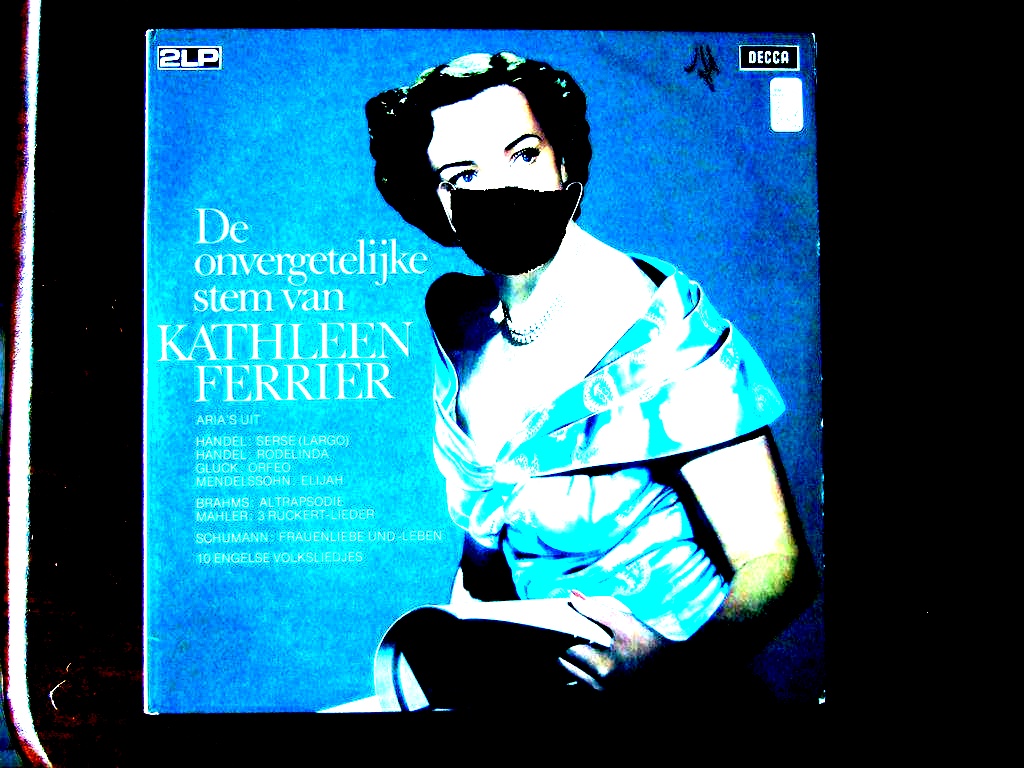 2LP
DECCA
De
onvergetelijke
stem van
KATHLEEN
FERRIER
ARIA'S UIT
HÄNDEL: SERSE (LARGO)
HÄNDEL: RODELINDA
GLUCK: ORFEO
MENDELSSOHN: ELIJAH
BRAHMS: ALTRAPSODIE
MAHLER: 3 RÜCKERT-LIEDER
SCHUMANN: FRAUENLIEBE UND -LEBEN
10 ENGELSE VOLKSLIEDJES